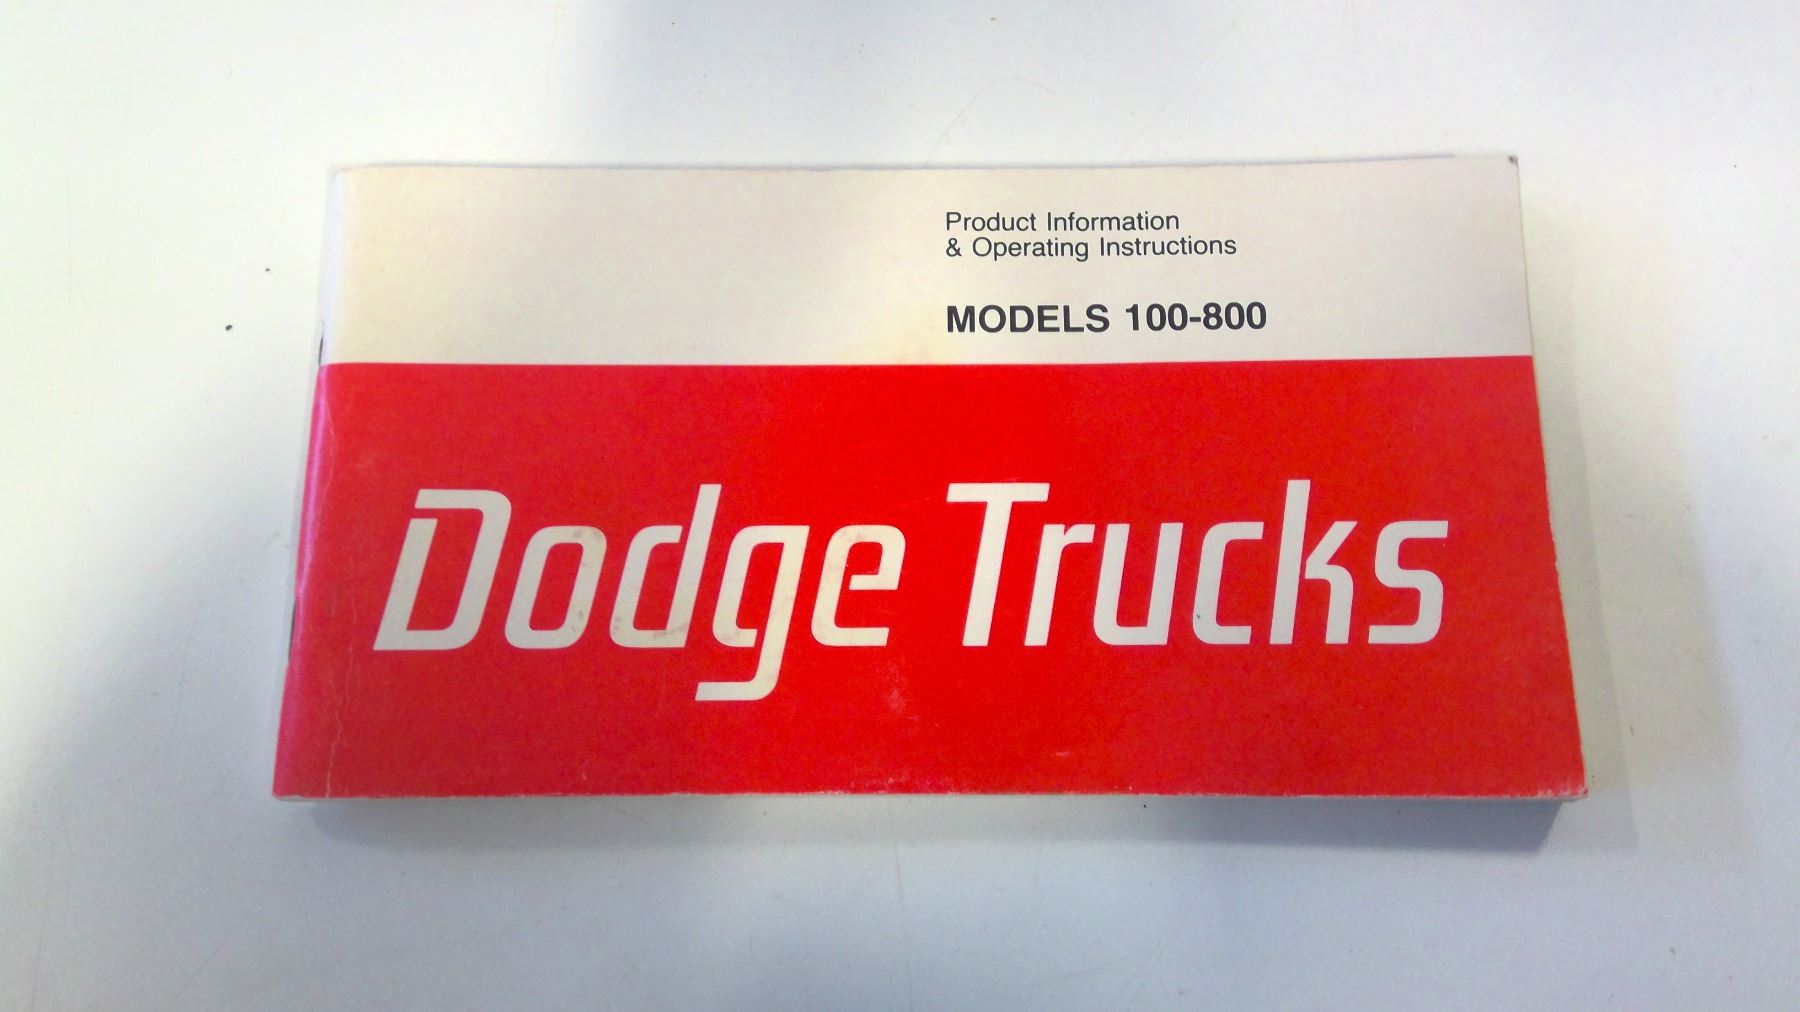 Product Information
& Operating Instructions
MODELS 100-800
Dodge Trucks